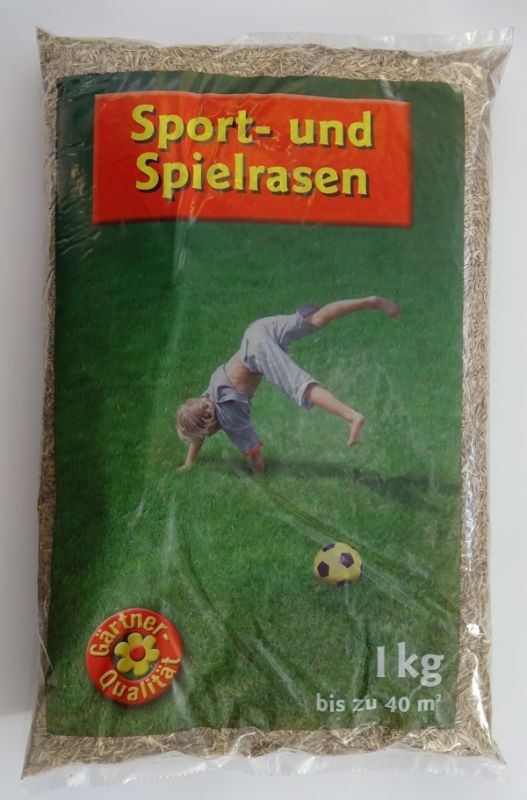 Sport- und
Spielrasen
Gärtner-
Qualität
1 kg
bis zu 40 m²